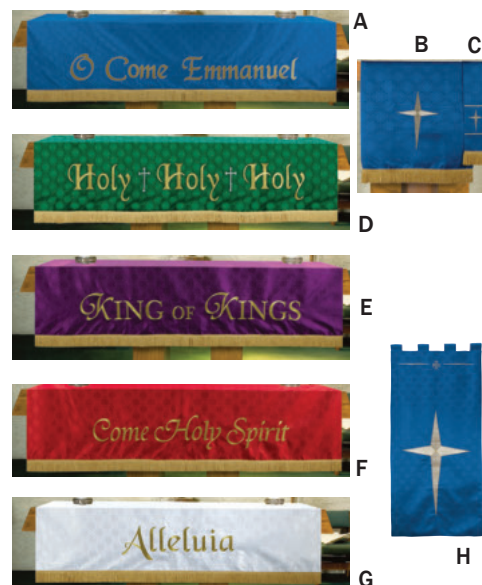 A
O Come Emmanuel
B
C
Holy † Holy † Holy
D
KING OF KINGS
E
Come Holy Spirit
F
Alleluia
G
H